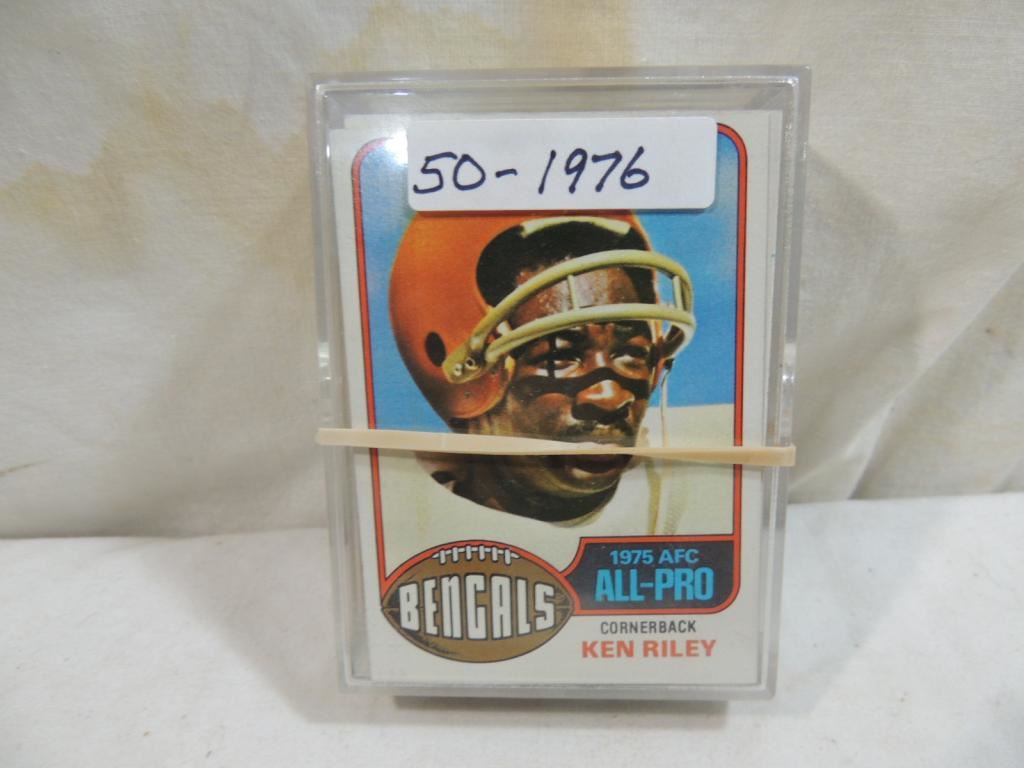 50-1976
BENGALS
1975 AFC
ALL-PRO
CORNERBACK
KEN RILEY